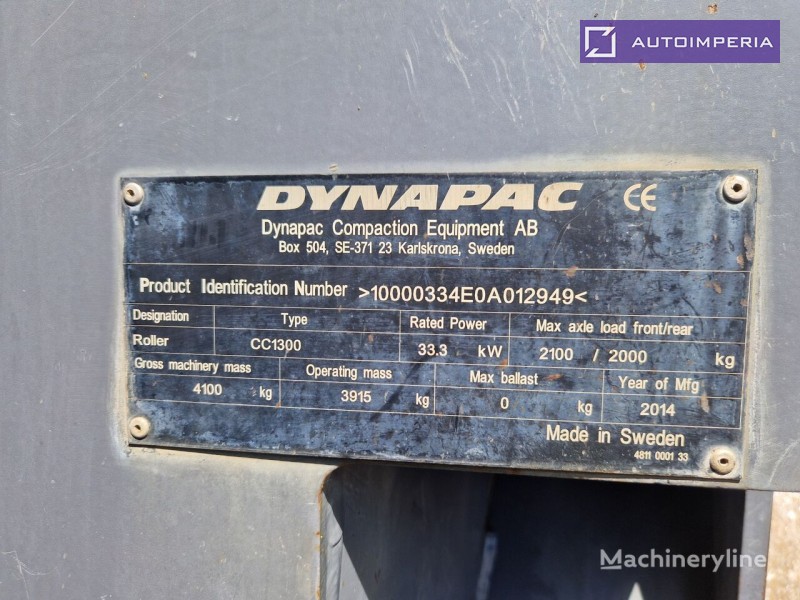 AUTOIMPERIA
DYNAPAC CE
Dynapac Compaction Equipment AB
Box 504, SE-371 23 Karlskrona, Sweden
Product Identification Number >10000334E0A012949<
Designation Type Rated Power Max axle load front/rear
Roller CC1300 33.3 kW 2100 / 2000 kg
Gross machinery mass Operating mass Max ballast Year of Mfg
4100 kg 3915 kg 0 kg 2014
Made in Sweden
4811 0001 33
Machineryline